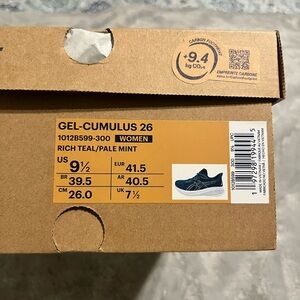 CARBON FOOTPRINT
+9.4
kg CO₂e
EMPREINTE CARBONE
GEL-CUMULUS 26
1012B599-300 WOMEN
RICH TEAL/PALE MINT
US 9½ EUR 41.5
BR 39.5 AR 40.5
CM 26.0 UK 7½